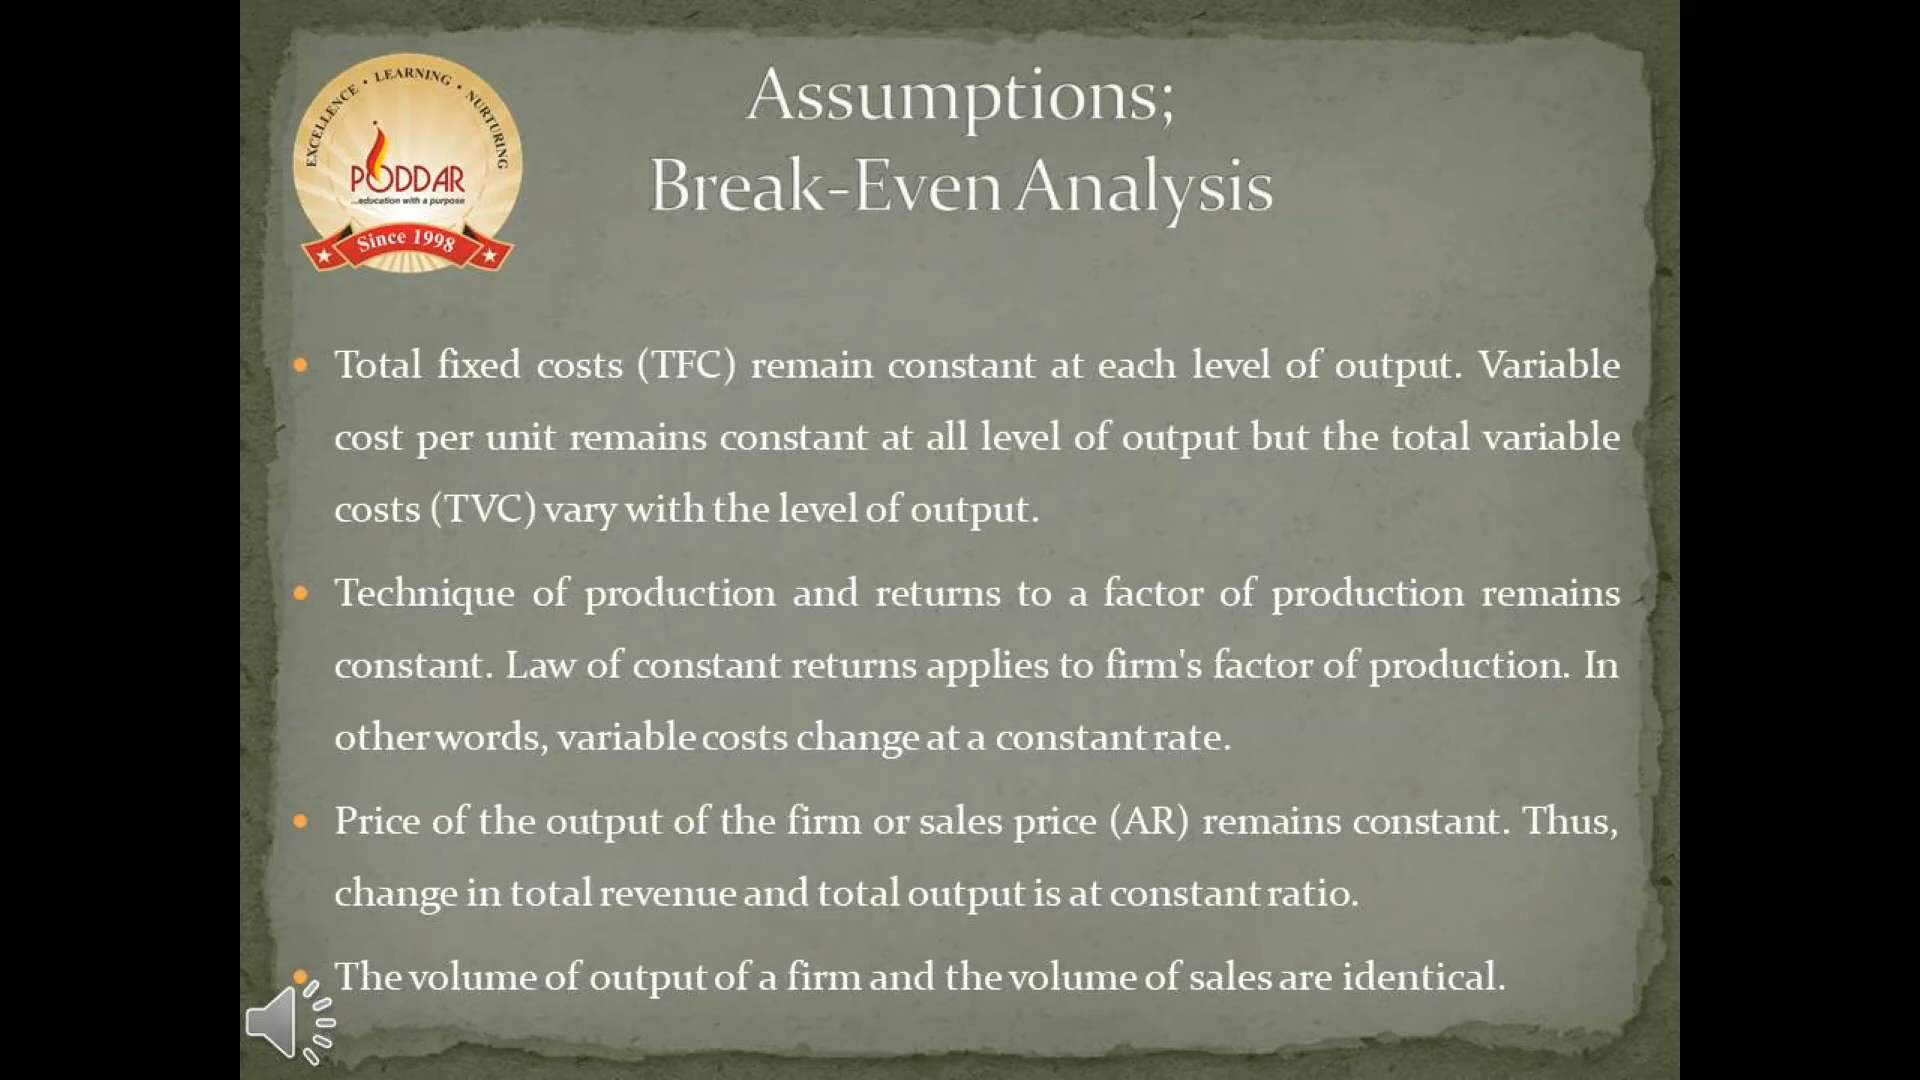 EXCELLENCE • LEARNING • NURTURING
PODDAR
...education with a purpose
Since 1998
Assumptions;
Break-Even Analysis
• Total fixed costs (TFC) remain constant at each level of output. Variable
cost per unit remains constant at all level of output but the total variable
costs (TVC) vary with the level of output.
• Technique of production and returns to a factor of production remains
constant. Law of constant returns applies to firm's factor of production. In
other words, variable costs change at a constant rate.
• Price of the output of the firm or sales price (AR) remains constant. Thus,
change in total revenue and total output is at constant ratio.
• The volume of output of a firm and the volume of sales are identical.